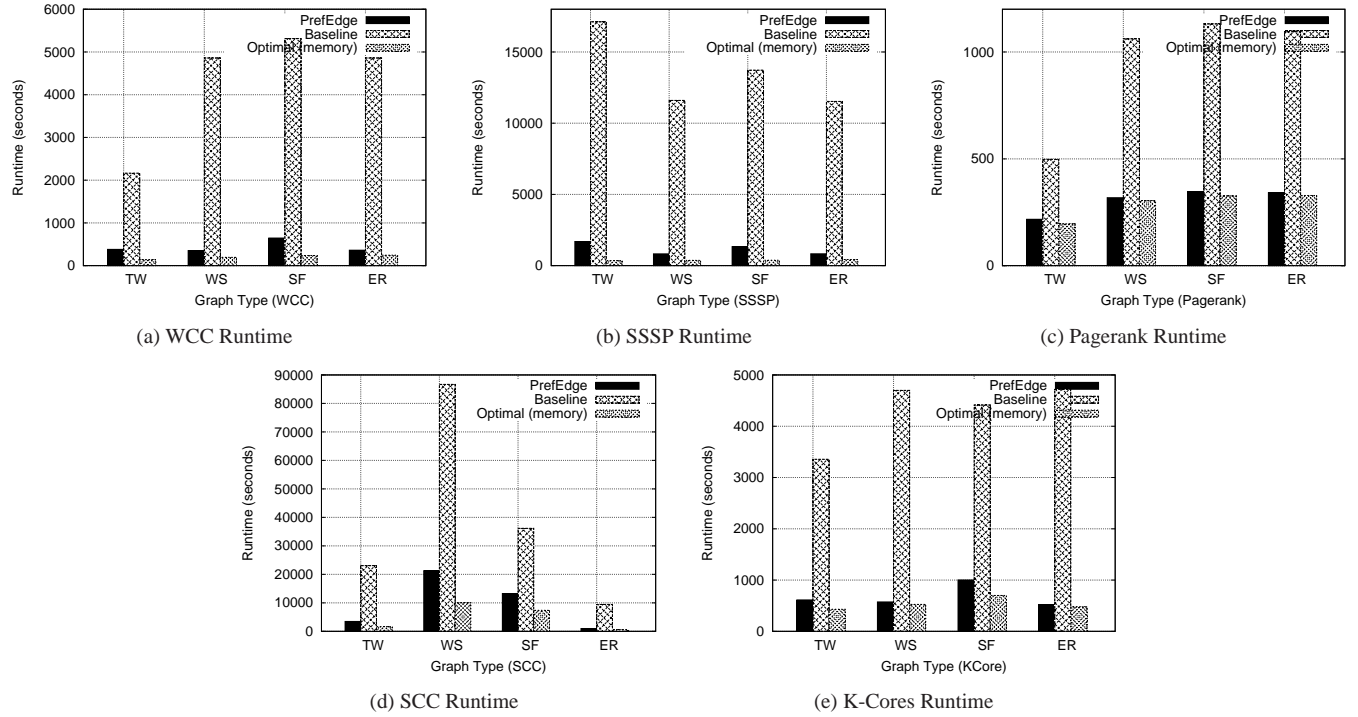 6000
5000
4000
3000
2000
1000
0
Runtime (seconds)
PrefEdge
Baseline
Optimal (memory)
TW WS SF ER
Graph Type (WCC)
(a) WCC Runtime
15000
10000
5000
0
Runtime (seconds)
PrefEdge
Baseline
Optimal (memory)
TW WS SF ER
Graph Type (SSSP)
(b) SSSP Runtime
1000
500
0
Runtime (seconds)
PrefEdge
Baseline
Optimal (memory)
TW WS SF ER
Graph Type (Pagerank)
(c) Pagerank Runtime
90000
80000
70000
60000
50000
40000
30000
20000
10000
0
Runtime (seconds)
PrefEdge
Baseline
Optimal (memory)
TW WS SF ER
Graph Type (SCC)
(d) SCC Runtime
5000
4000
3000
2000
1000
0
Runtime (seconds)
PrefEdge
Baseline
Optimal (memory)
TW WS SF ER
Graph Type (KCore)
(e) K-Cores Runtime